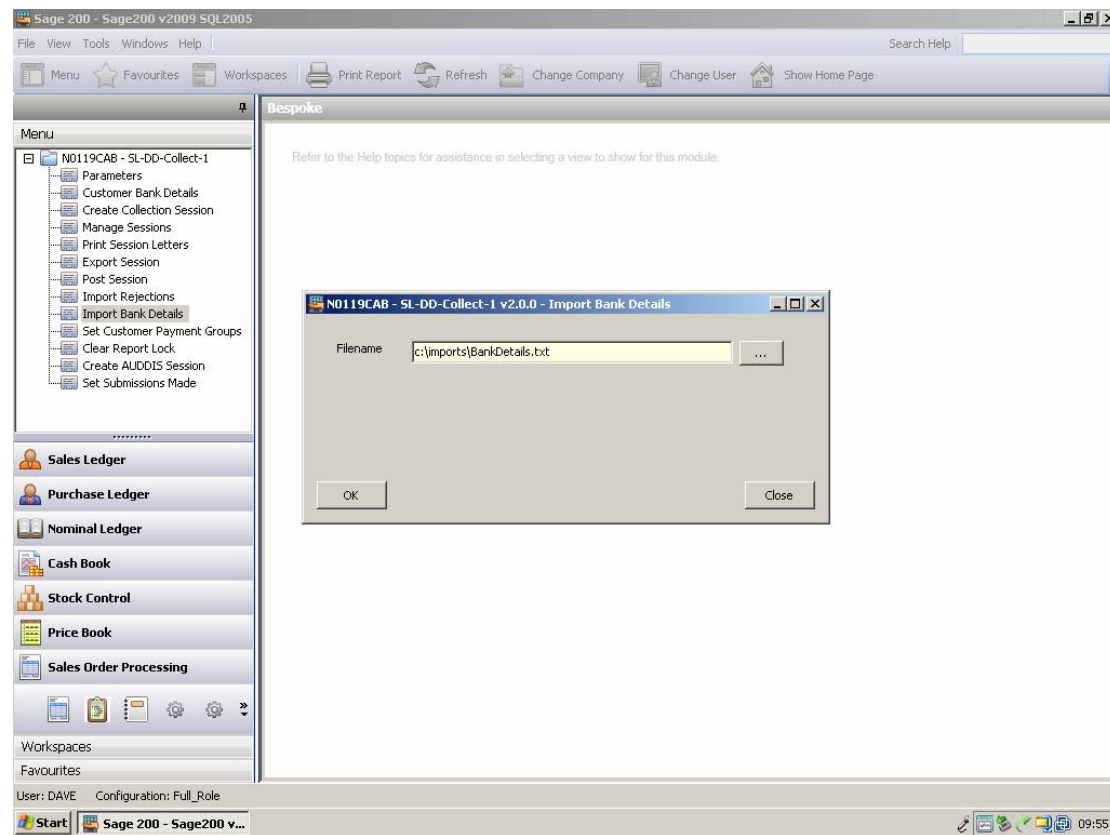 Sage 200 - Sage200 v2009 SQL2005
File View Tools Windows Help
Search Help
Menu Favourites Workspaces Print Report Refresh Change Company Change User Show Home Page
Bespoke
Menu
N0119CAB - SL-DD-Collect-1
Parameters
Customer Bank Details
Create Collection Session
Manage Sessions
Print Session Letters
Export Session
Post Session
Import Rejections
Import Bank Details
Set Customer Payment Groups
Clear Report Lock
Create AUDDIS Session
Set Submissions Made
Refer to the Help topics for assistance in selecting a view to show for this module.
N0119CAB - SL-DD-Collect-1 v2.0.0 - Import Bank Details
Filename
c:\imports\BankDetails.txt
...
OK
Close
Sales Ledger
Purchase Ledger
Nominal Ledger
Cash Book
Stock Control
Price Book
Sales Order Processing
Workspaces
Favourites
User: DAVE Configuration: Full_Role
Start
Sage 200 - Sage200 v...
09:55